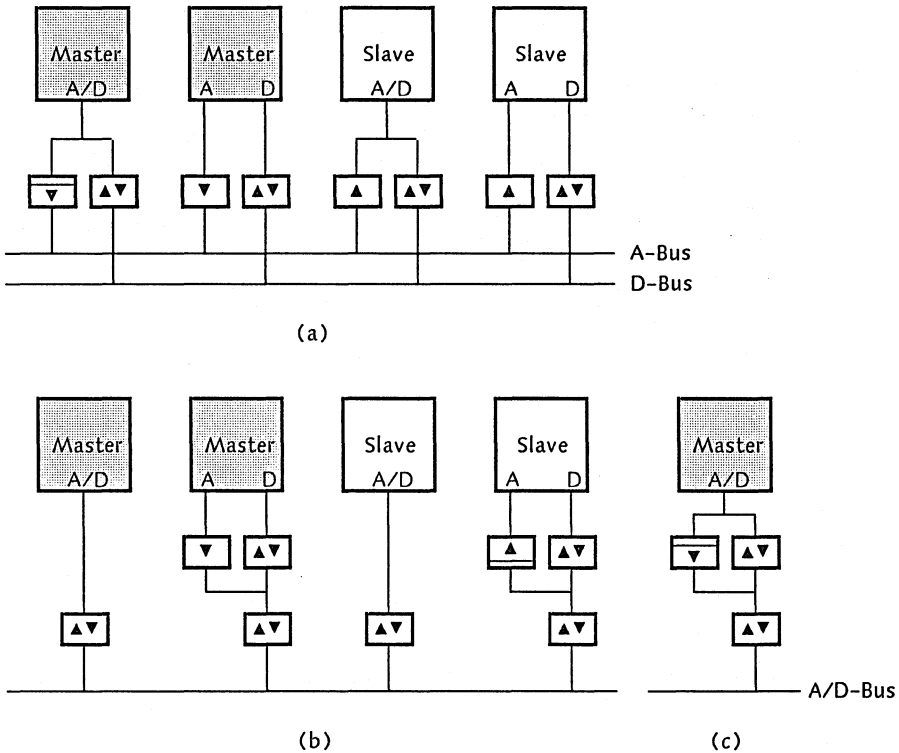 Master Master Slave Slave
A/D A D A/D A D
A-Bus
D-Bus
(a)
Master Master Slave Slave Master
A/D A D A/D A D A/D
A/D-Bus
(b) (c)